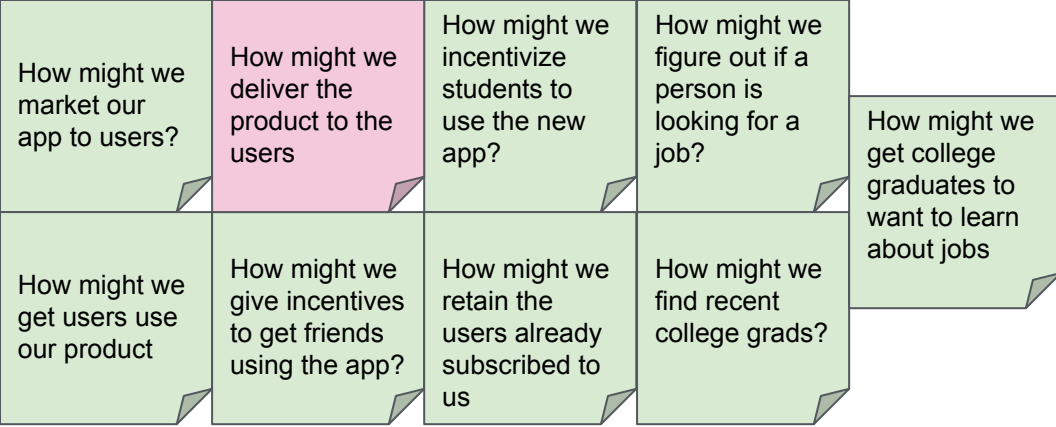 How might we
market our
app to users?
How might we
deliver the
product to the
users
How might we
incentivize
students to
use the new
app?
How might we
figure out if a
person is
looking for a
job?
How might we
get college
graduates to
want to learn
about jobs
How might we
get users use
our product
How might we
give incentives
to get friends
using the app?
How might we
retain the
users already
subscribed to
us
How might we
find recent
college grads?